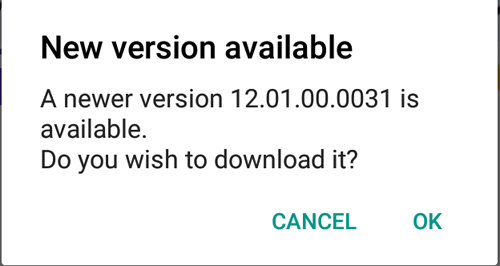 New version available
A newer version 12.01.00.0031 is
available.
Do you wish to download it?
CANCEL OK